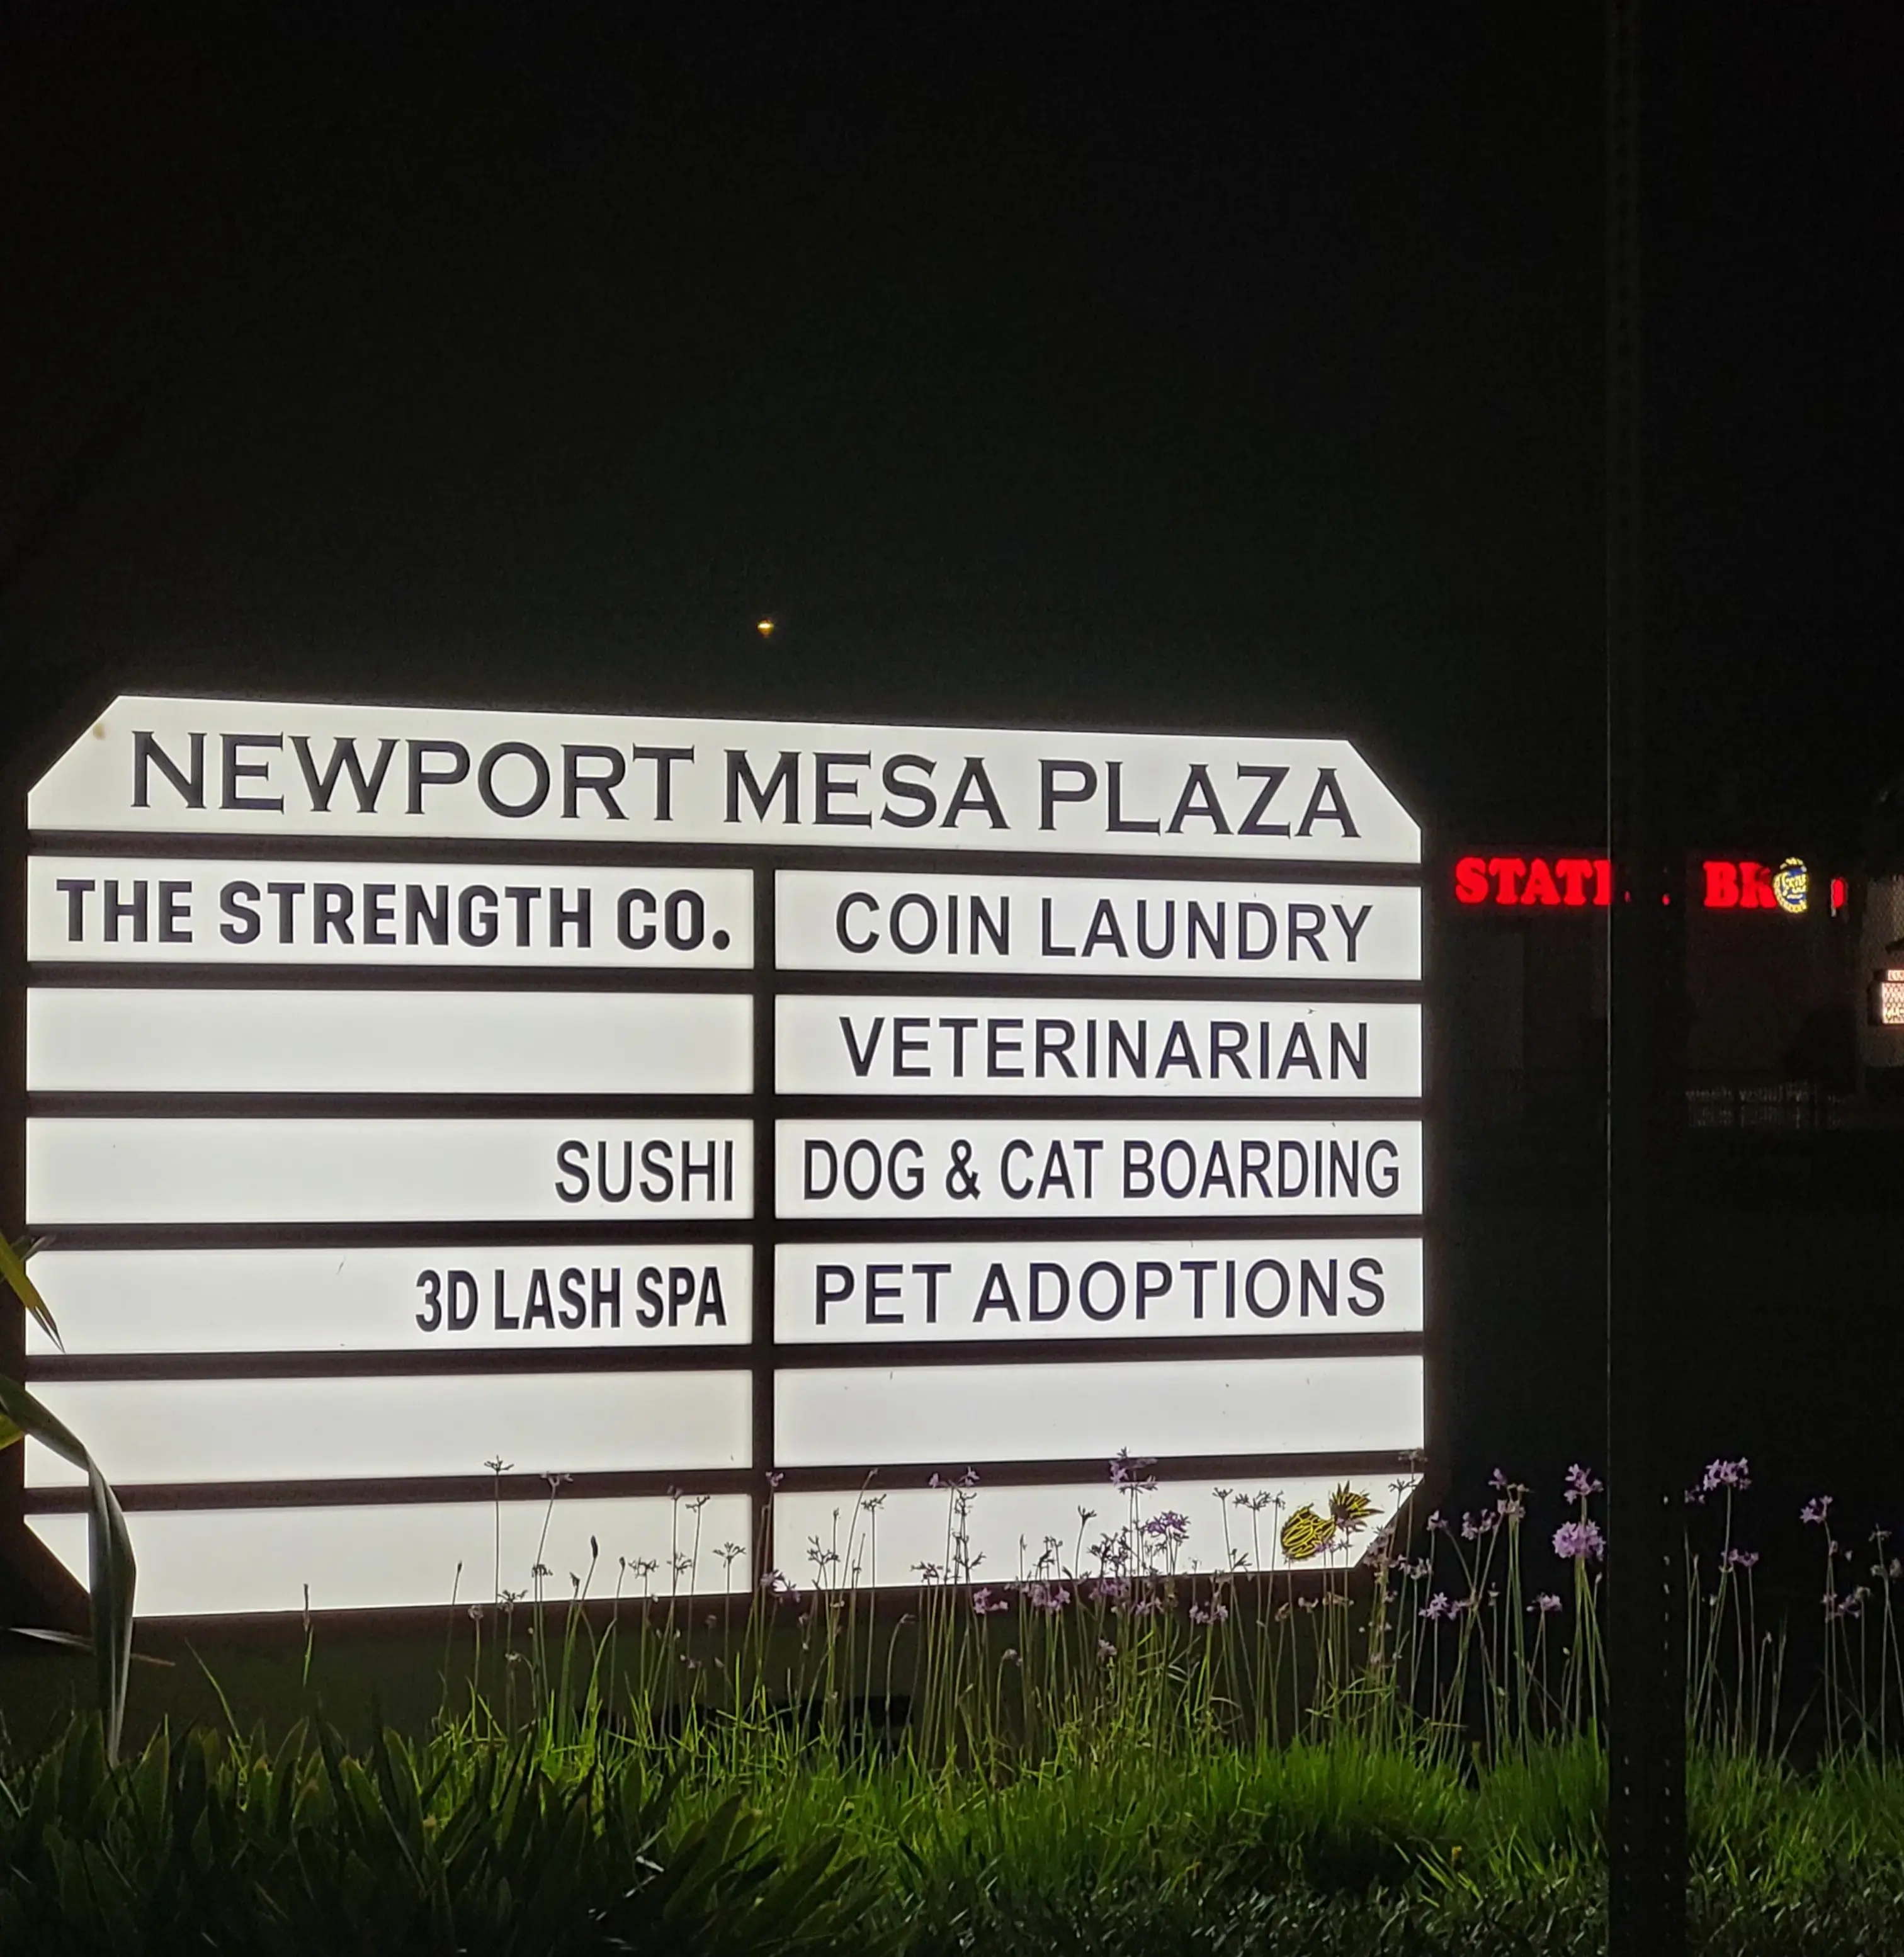 NEWPORT MESA PLAZA
THE STRENGTH CO.
COIN LAUNDRY
VETERINARIAN
SUSHI
DOG & CAT BOARDING
3D LASH SPA
PET ADOPTIONS